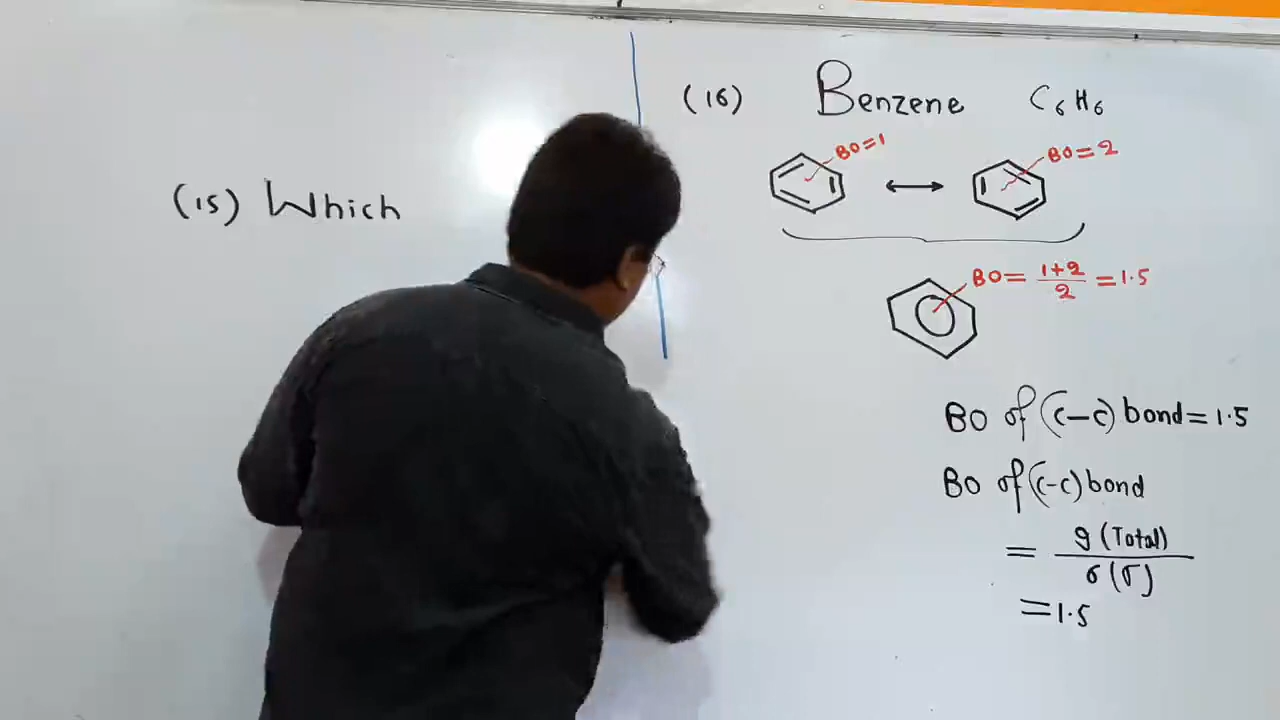 (15) Which
(16) Benzene C₆H₆
BO=1
BO=2
BO = 1+2/2 = 1.5
BO of (C–C) bond = 1.5
BO of (C-C) bond
= 9 (Total)/6 (σ)
= 1.5